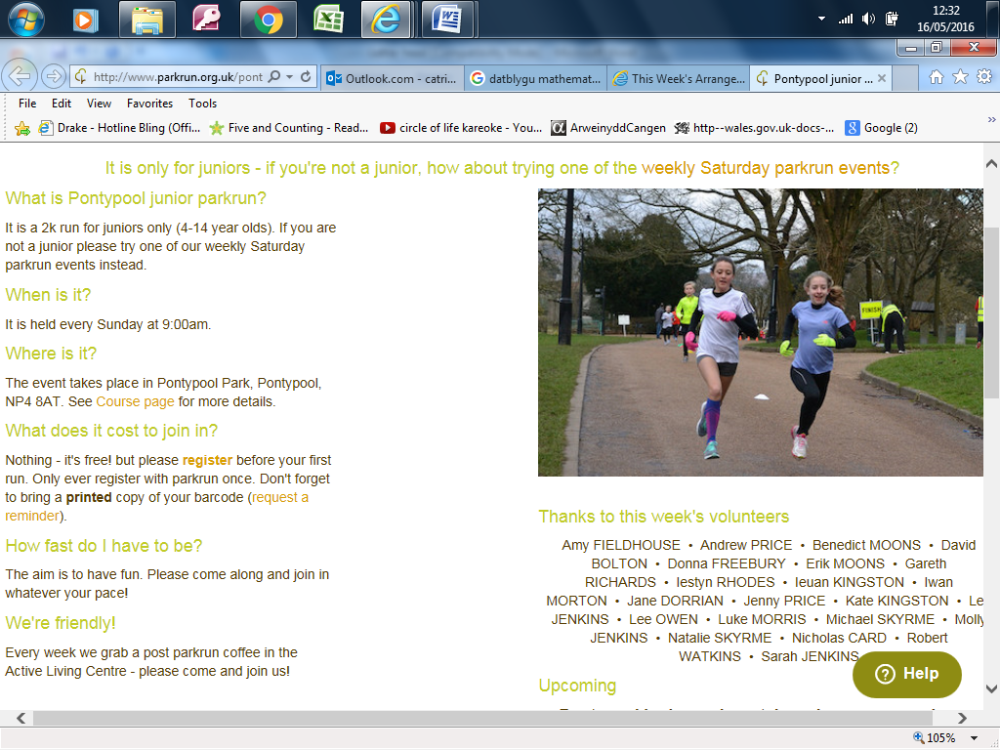 12:32
16/05/2016
http://www.parkrun.org.uk/pont
Outlook.com - catri...
datblygu mathemat...
This Week's Arrange...
Pontypool junior ...
File Edit View Favorites Tools
Drake - Hotline Bling (Offi...
Five and Counting - Read...
circle of life kareoke - You...
ArweinyddCangen
http--wales.gov.uk-docs-...
Google (2)
It is only for juniors - if you're not a junior, how about trying one of the weekly Saturday parkrun events?
What is Pontypool junior parkrun?
It is a 2k run for juniors only (4-14 year olds). If you are
not a junior please try one of our weekly Saturday
parkrun events instead.
When is it?
It is held every Sunday at 9:00am.
Where is it?
The event takes place in Pontypool Park, Pontypool,
NP4 8AT. See Course page for more details.
What does it cost to join in?
Nothing - it's free! but please register before your first
run. Only ever register with parkrun once. Don't forget
to bring a printed copy of your barcode (request a
reminder).
How fast do I have to be?
The aim is to have fun. Please come along and join in
whatever your pace!
We're friendly!
Every week we grab a post parkrun coffee in the
Active Living Centre - please come and join us!
FINISH
Thanks to this week's volunteers
Amy FIELDHOUSE • Andrew PRICE • Benedict MOONS • David
BOLTON • Donna FREEBURY • Erik MOONS • Gareth
RICHARDS • Iestyn RHODES • Ieuan KINGSTON • Iwan
MORTON • Jane DORRIAN • Jenny PRICE • Kate KINGSTON • Le
JENKINS • Lee OWEN • Luke MORRIS • Michael SKYRME • Molly
JENKINS • Natalie SKYRME • Nicholas CARD • Robert
WATKINS • Sarah JENKINS
Help
Upcoming
105%